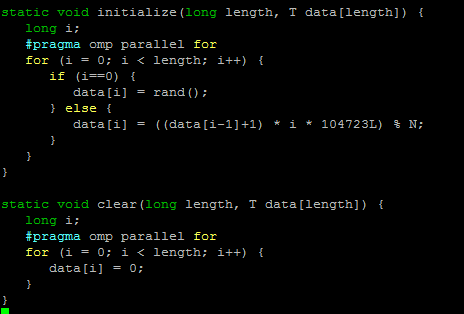 static void initialize(long length, T data[length]) {
   long i;
   #pragma omp parallel for
   for (i = 0; i < length; i++) {
      if (i==0) {
         data[i] = rand();
      } else {
         data[i] = ((data[i-1]+1) * i * 104723L) % N;
      }
   }
}

static void clear(long length, T data[length]) {
   long i;
   #pragma omp parallel for
   for (i = 0; i < length; i++) {
      data[i] = 0;
   }
}